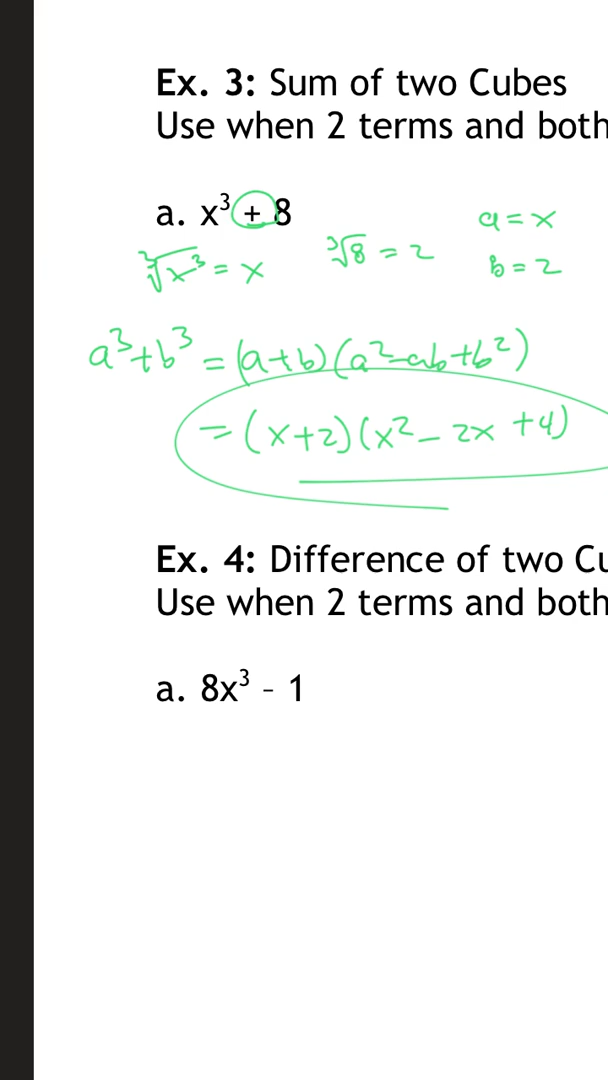 Ex. 3: Sum of two Cubes
Use when 2 terms and both
a. x³ + 8
a = x
∛x³ = x
∛8 = 2
b = 2
a³+b³ = (a+b)(a²-ab+b²)
= (x+2)(x² - 2x + 4)
Ex. 4: Difference of two Cu
Use when 2 terms and both
a. 8x³ - 1